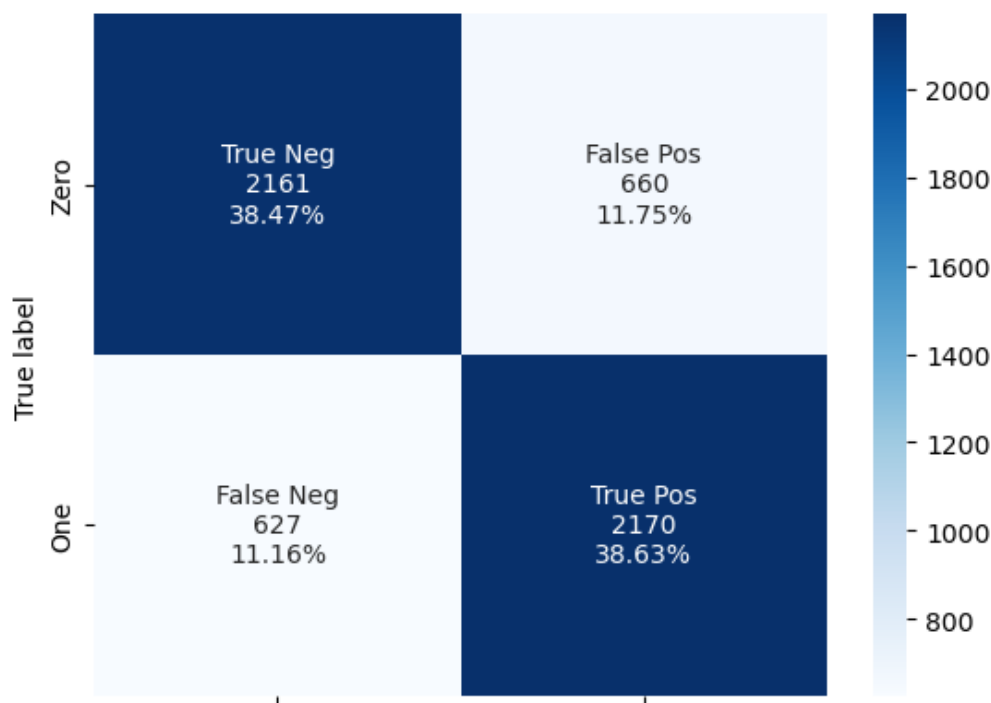 True Neg
2161
38.47%
False Pos
660
11.75%
False Neg
627
11.16%
True Pos
2170
38.63%
Zero
One
True label
2000
1800
1600
1400
1200
1000
800